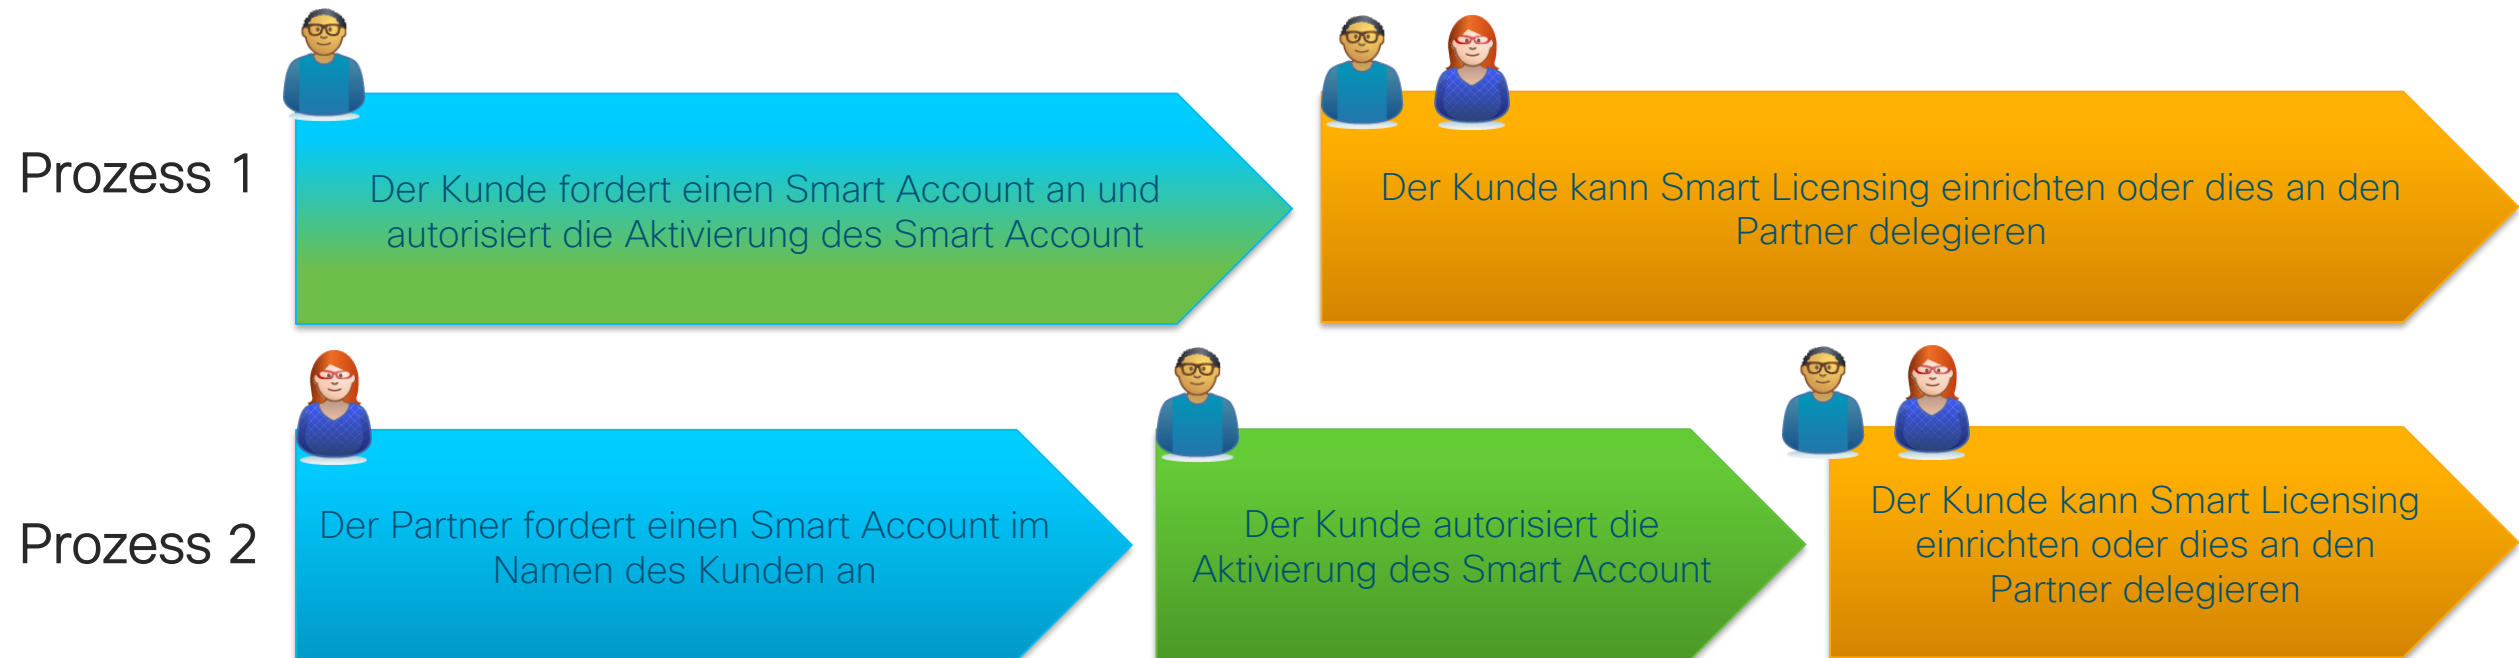 Prozess 1
Der Kunde fordert einen Smart Account an und
autorisiert die Aktivierung des Smart Account
Der Kunde kann Smart Licensing einrichten oder dies an den
Partner delegieren
Prozess 2
Der Partner fordert einen Smart Account im
Namen des Kunden an
Der Kunde autorisiert die
Aktivierung des Smart Account
Der Kunde kann Smart Licensing
einrichten oder dies an den
Partner delegieren